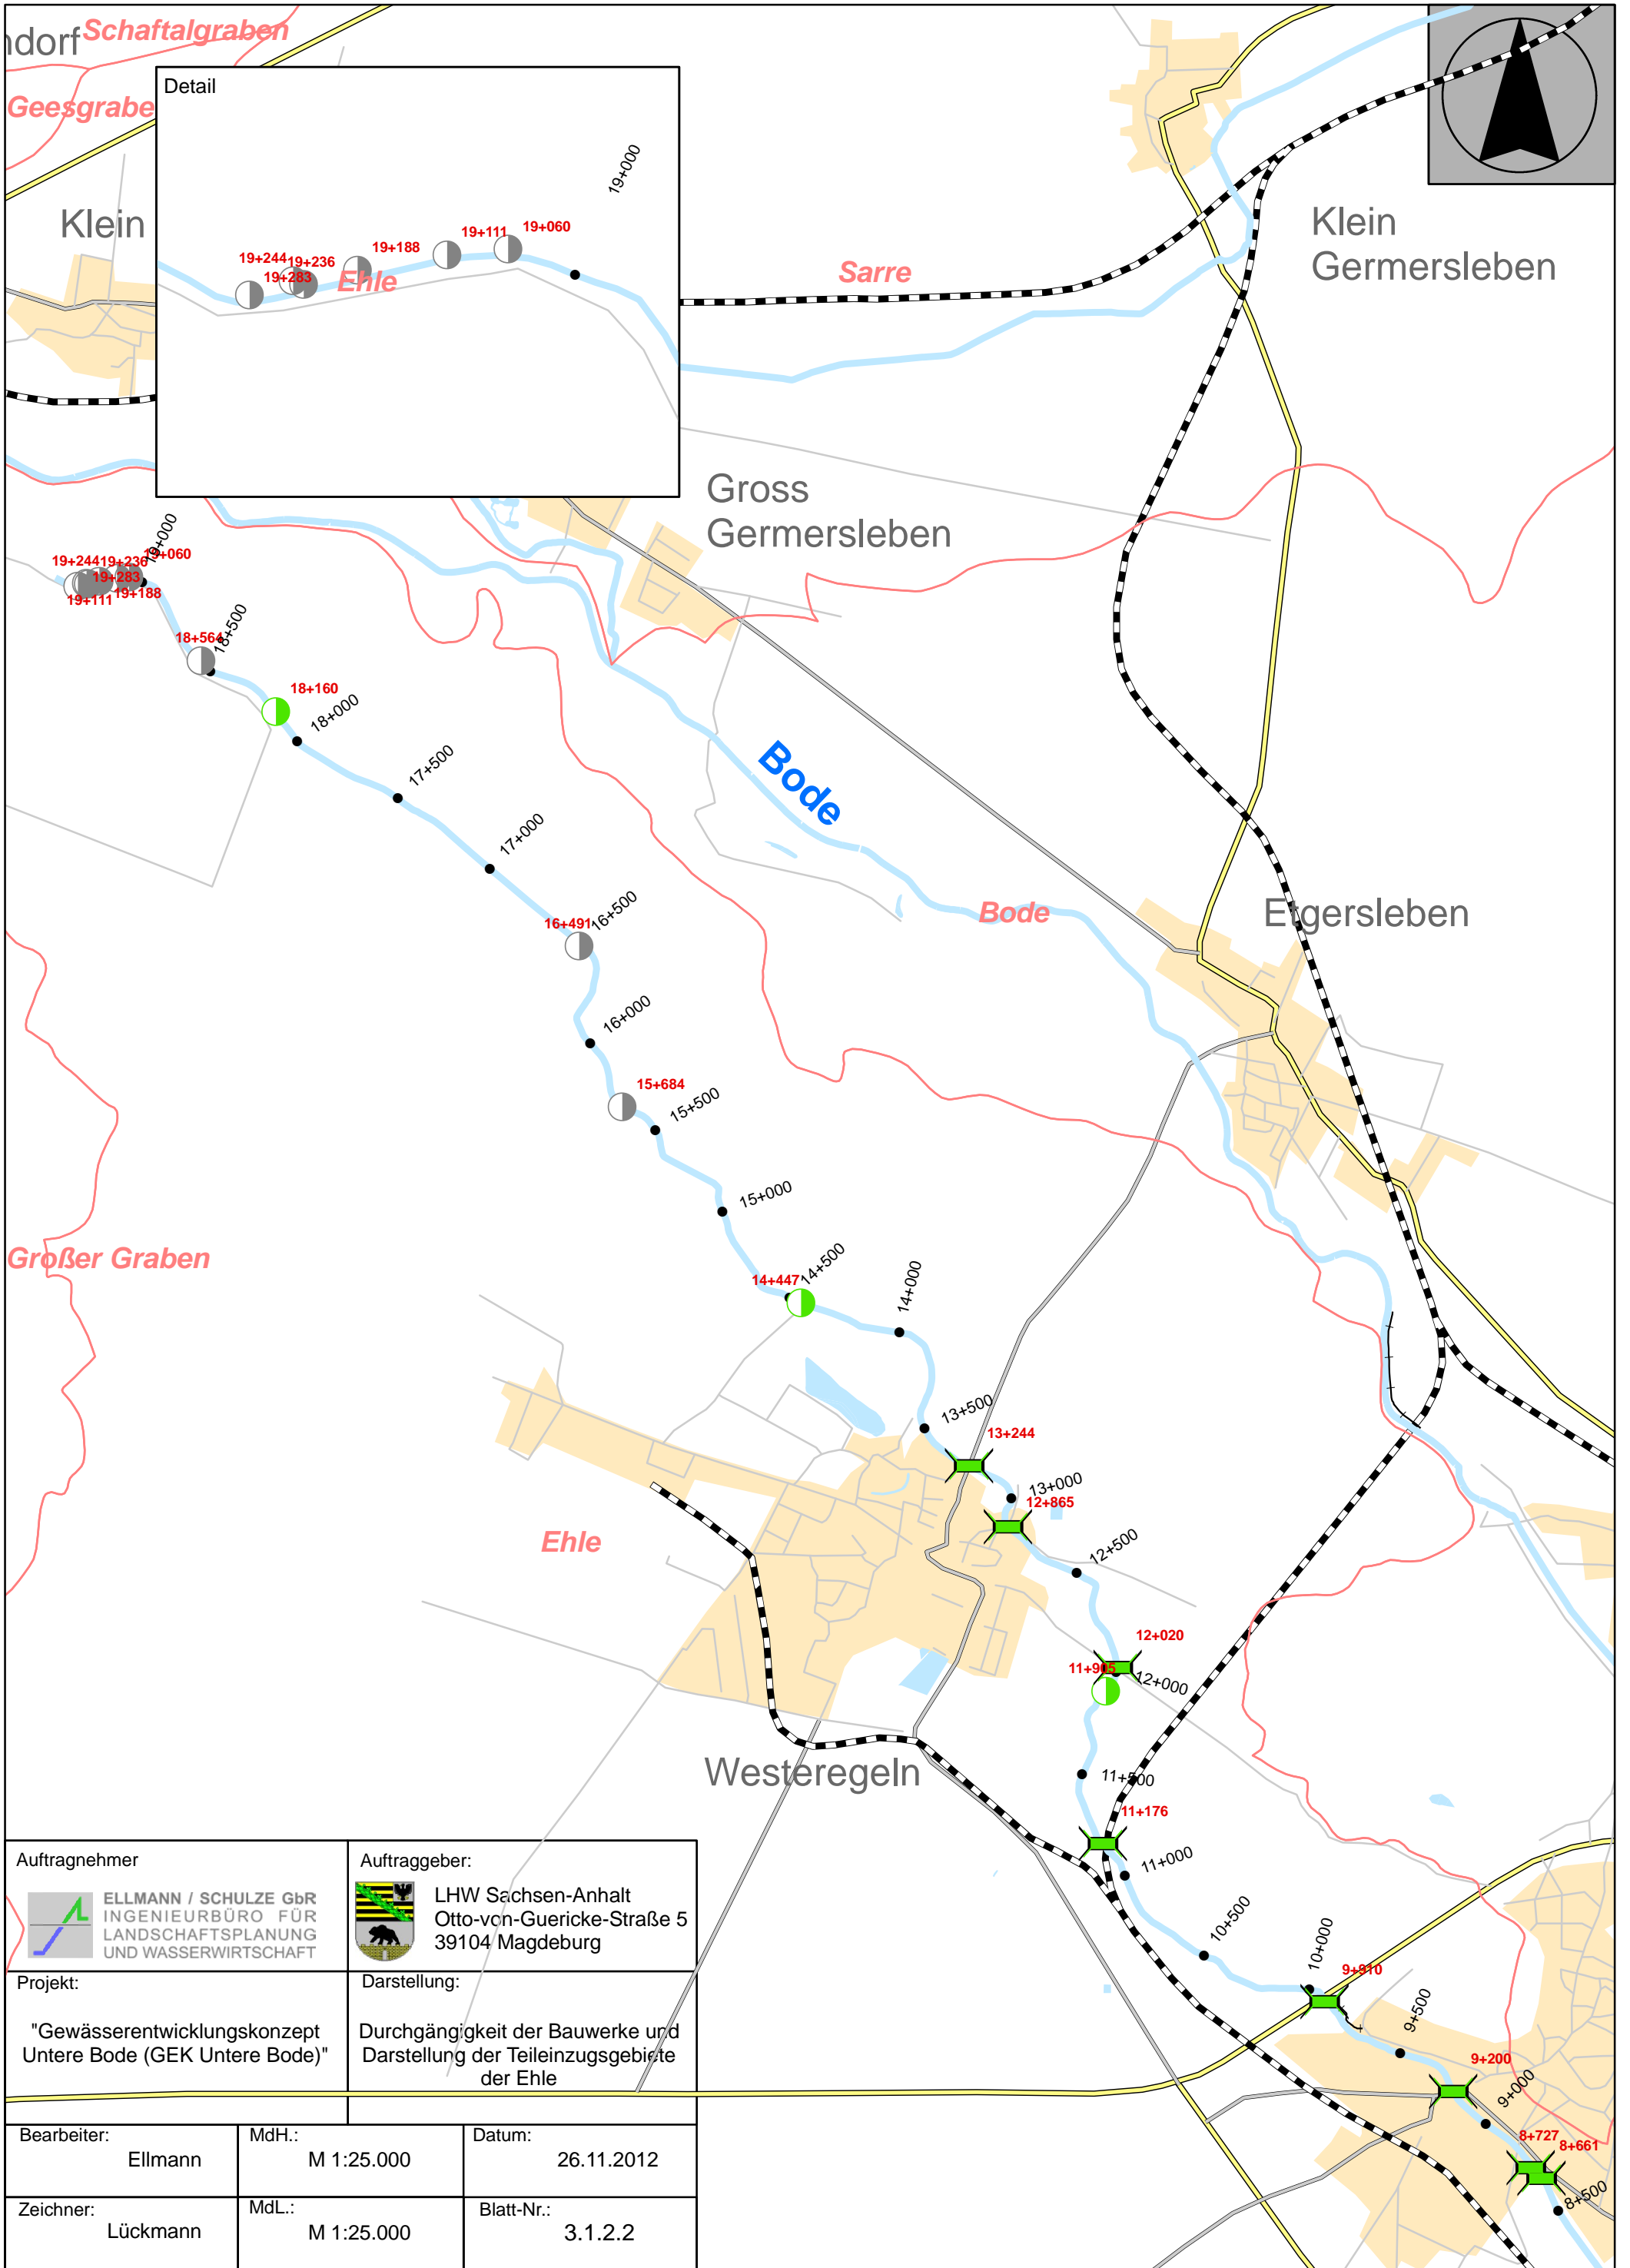 ndorf
Schaftalgraben
Geesgrabe
Detail
19+000
19+060
19+111
19+188
19+244
19+236
19+283
Ehle
Klein
Sarre
Klein
Germersleben
Gross
Germersleben
19+000
19+244
19+236
19+060
19+283
19+111
19+188
18+564
18+500
18+160
18+000
17+500
17+000
Bode
16+491
16+500
Bode
Etgersleben
16+000
15+684
15+500
15+000
Großer Graben
14+447
14+500
14+000
13+500
13+244
13+000
12+865
Ehle
12+500
12+020
11+905
12+000
Westeregeln
11+500
11+176
11+000
10+500
10+000
9+910
9+500
9+200
9+000
8+727
8+661
8+500
Auftragnehmer
ELLMANN / SCHULZE GbR
INGENIEURBÜRO FÜR
LANDSCHAFTSPLANUNG
UND WASSERWIRTSCHAFT
Auftraggeber:
LHW Sachsen-Anhalt
Otto-von-Guericke-Straße 5
39104 Magdeburg
Projekt:
"Gewässerentwicklungskonzept
Untere Bode (GEK Untere Bode)"
Darstellung:
Durchgängigkeit der Bauwerke und
Darstellung der Teileinzugsgebiete
der Ehle
Bearbeiter:
Ellmann
MdH.:
M 1:25.000
Datum:
26.11.2012
Zeichner:
Lückmann
MdL.:
M 1:25.000
Blatt-Nr.:
3.1.2.2